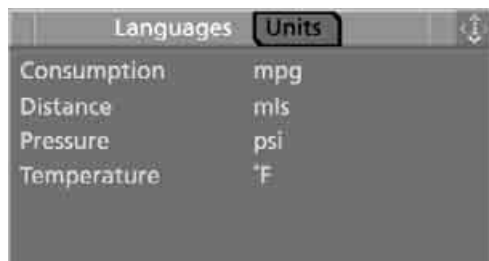 Languages Units
Consumption mpg
Distance mls
Pressure psi
Temperature °F